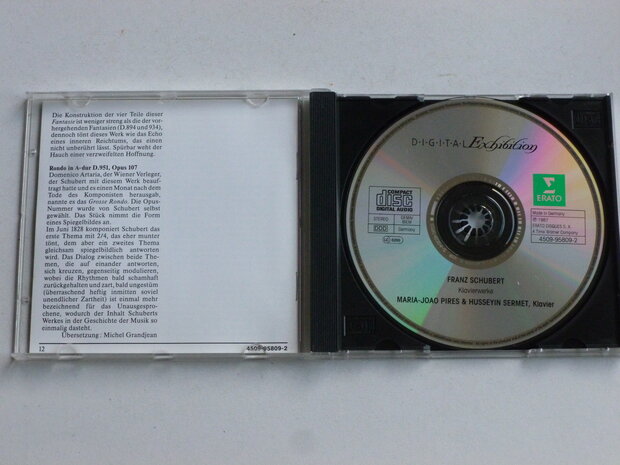 Die Konstruktion der vier Teile dieser
Fantasie ist weniger streng als die der vor-
hergehenden Fantasien (D.894 und 934),
dennoch tönt dieses Werk wie das Echo
eines inneren Reichtums, das einen
nicht unberührt lässt. Spürbar weht der
Hauch einer verzweifelten Hoffnung.
Rondo in A-dur D.951, Opus 107
Domenico Artaria, der Wiener Verleger,
der Schubert mit diesem Werk beauf-
tragt hatte und es einen Monat nach dem
Tode des Komponisten herausgab,
nannte es das Grosse Rondo. Die Opus-
Nummer wurde von Schubert selbst
gewählt. Das Stück nimmt die Form
eines Spiegelbildes an.
Im Juni 1828 komponiert Schubert das
erste Thema mit 2/4, das eher munter
tönt, dem aber ein zweites Thema
gleichsam spiegelbildlich antworten
wird. Das Dialog zwischen beide The-
men, die auf einander antworten,
sich kreuzen, gegenseitig modulieren,
wobei die Rhythmen bald schamhaft
zurückgehalten und zart, bald ungestüm
(überraschend heftig inmitten soviel
unendlicher Zartheit) ist einmal mehr
bezeichnend für das Unausgespro-
chene, wodurch der Inhalt Schuberts
Werkes in der Geschichte der Musik so
einmalig dasteht.
Übersetzung : Michel Grandjean
12
4509-95809-2
DIGITAL Exhibition
COMPACT
disc
DIGITAL AUDIO
STEREO
DDD
Germany
ERATO
Made in Germany
℗ 1987
ERATO DISQUES S. A.
A Time Warner Company
4509-95809-2
FRANZ SCHUBERT
Klavierwerke
MARIA-JOAO PIRES & HUSSEYIN SERMET, Klavier